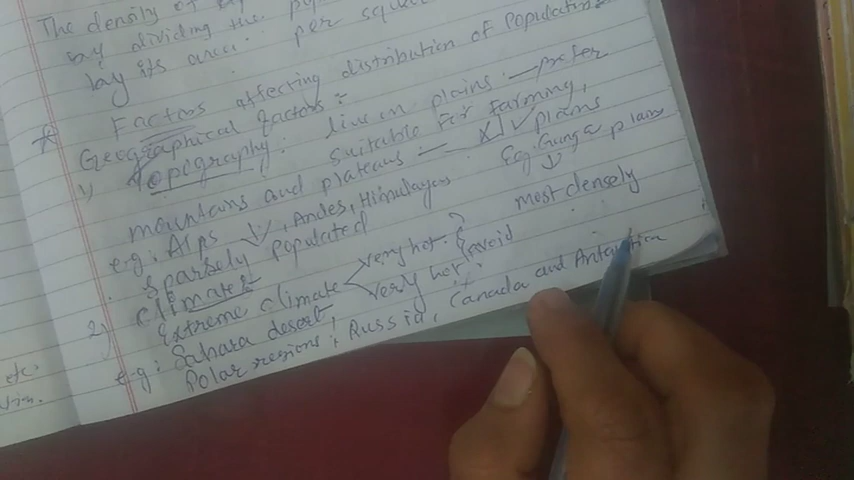 The density of
by dividing the
by its area. per square
Factors affecting distribution of Population
Geographical factors :
1) Topography : live in plains. — prefer
suitable for farming,
mountains and plateaus : — x ✓ plains
e.g : Alps, Andes, Himalayas Eg. Ganga plain
Sparsely populated most densely
2) Climate
Extreme climate very hot. avoid
very hot
e.g : Sahara desert,
Polar regions ; Russia, Canada and Antarctica
etc.